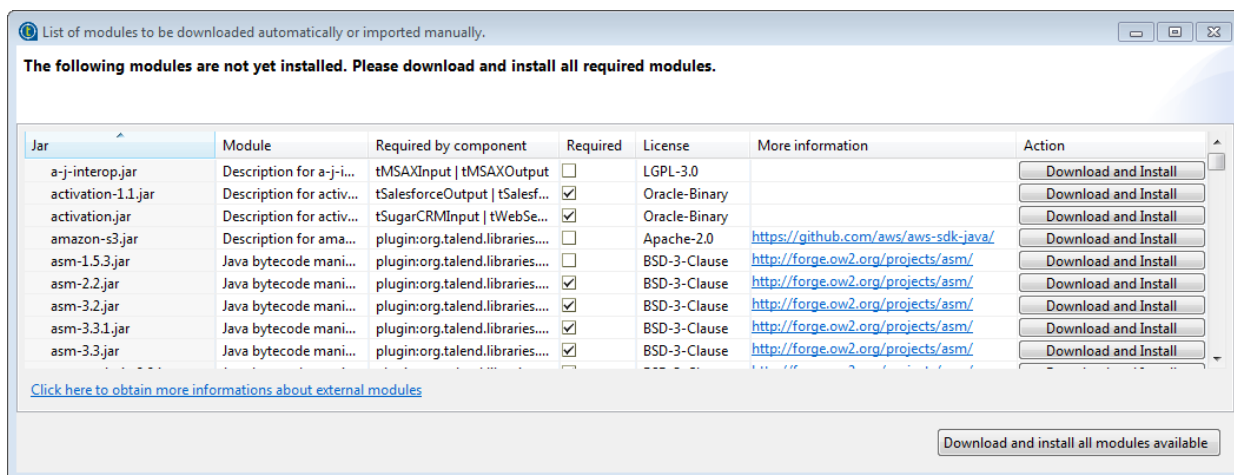 List of modules to be downloaded automatically or imported manually.
The following modules are not yet installed. Please download and install all required modules.
Jar Module Required by component Required License More information Action
a-j-interop.jar Description for a-j-i... tMSAXInput | tMSAXOutput LGPL-3.0 Download and Install
activation-1.1.jar Description for activ... tSalesforceOutput | tSalesf... Oracle-Binary Download and Install
activation.jar Description for activ... tSugarCRMInput | tWebSe... Oracle-Binary Download and Install
amazon-s3.jar Description for ama... plugin:org.talend.libraries.... Apache-2.0 https://github.com/aws/aws-sdk-java/ Download and Install
asm-1.5.3.jar Java bytecode mani... plugin:org.talend.libraries.... BSD-3-Clause http://forge.ow2.org/projects/asm/ Download and Install
asm-2.2.jar Java bytecode mani... plugin:org.talend.libraries.... BSD-3-Clause http://forge.ow2.org/projects/asm/ Download and Install
asm-3.2.jar Java bytecode mani... plugin:org.talend.libraries.... BSD-3-Clause http://forge.ow2.org/projects/asm/ Download and Install
asm-3.3.1.jar Java bytecode mani... plugin:org.talend.libraries.... BSD-3-Clause http://forge.ow2.org/projects/asm/ Download and Install
asm-3.3.jar Java bytecode mani... plugin:org.talend.libraries.... BSD-3-Clause http://forge.ow2.org/projects/asm/ Download and Install
Click here to obtain more informations about external modules
Download and install all modules available